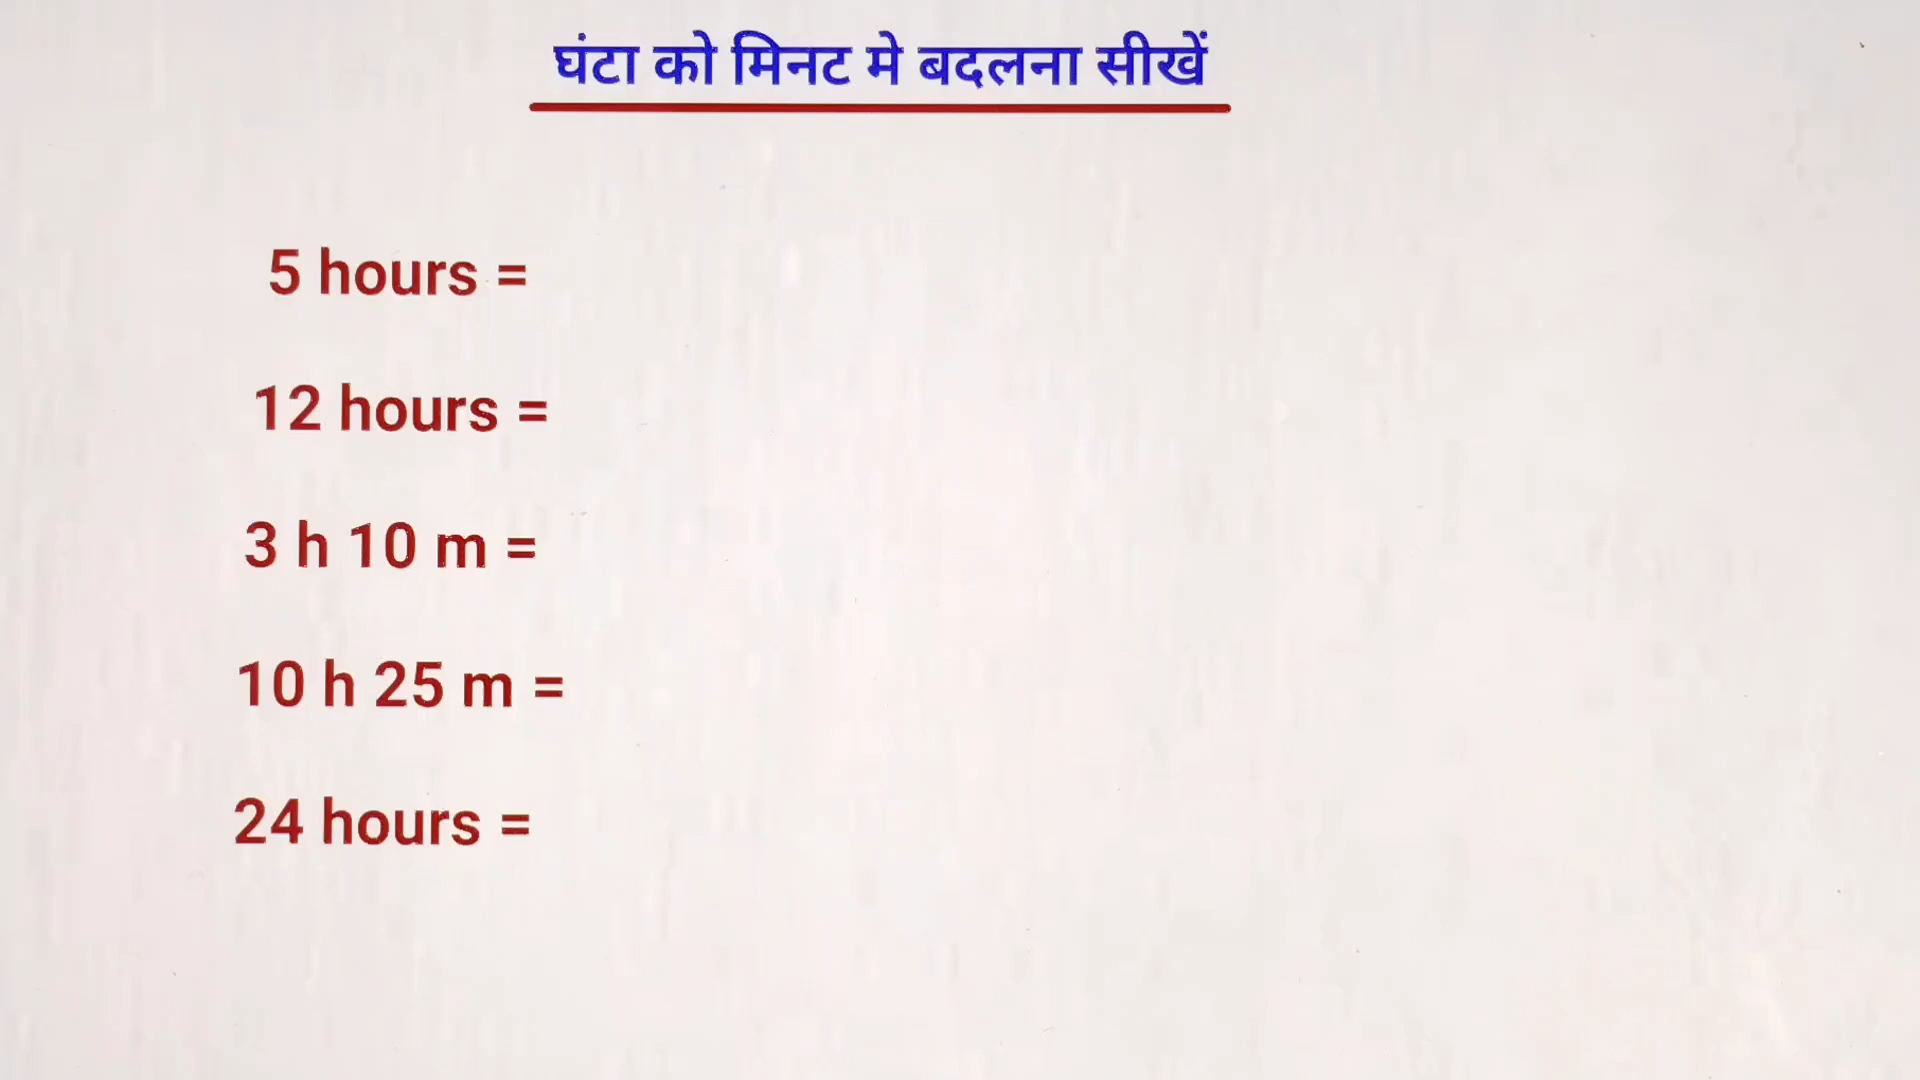 घंटा को मिनट मे बदलना सीखें
5 hours =
12 hours =
3 h 10 m =
10 h 25 m =
24 hours =